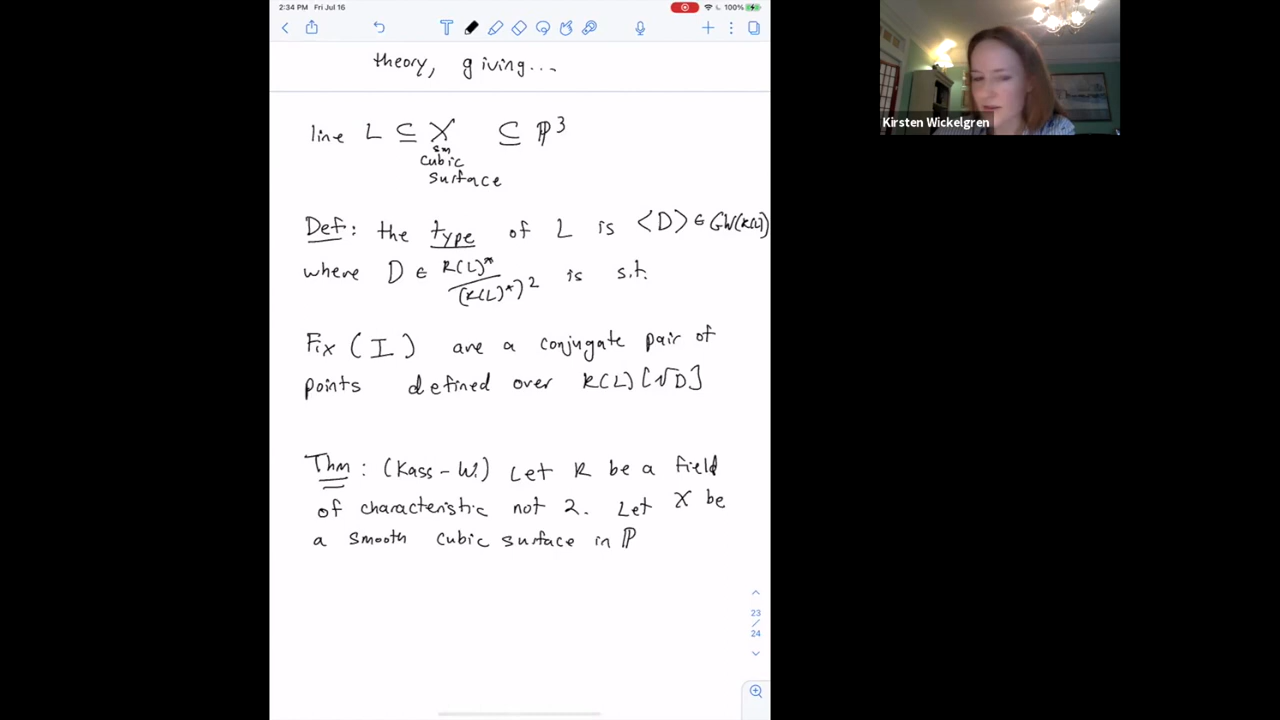 2:34 PM Fri Jul 16
100%
theory, giving...
line L ⊆ X ⊆ ℙ³
sm
cubic
surface
Kirsten Wickelgren
Def: the type of L is <D> ∈ GW(k(L))
where D ∈ k(L)*/(k(L)*)² is s.t.
Fix (I) are a conjugate pair of
points defined over k(L)[√D]
Thm: (Kass-W.) Let k be a field
of characteristic not 2. Let X be
a smooth cubic surface in ℙ
23
/
24